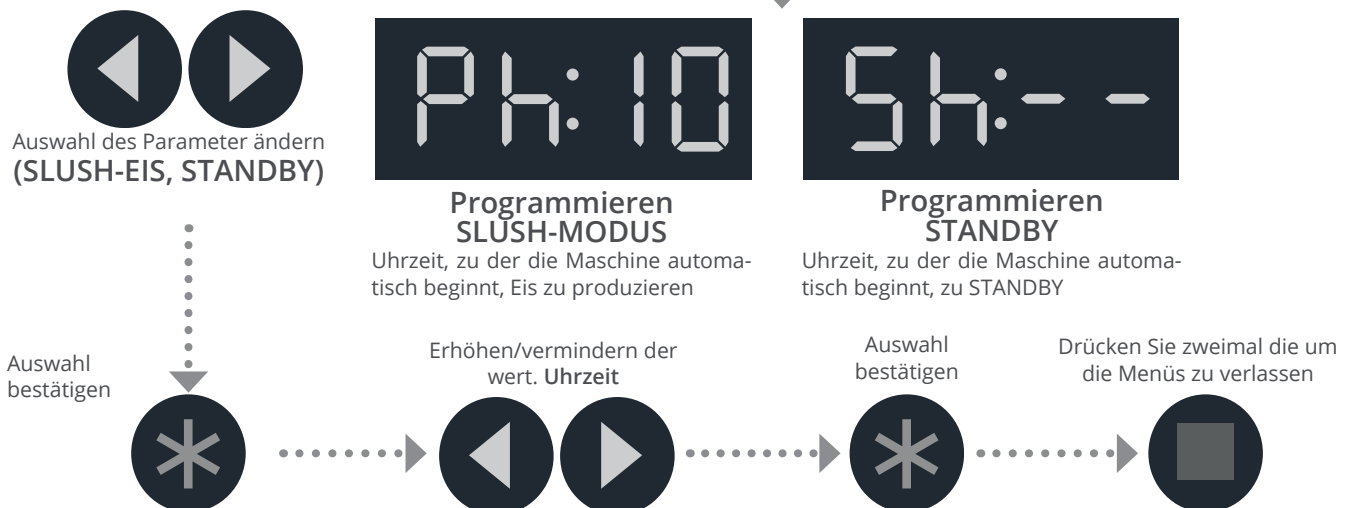 Auswahl des Parameter ändern
(SLUSH-EIS, STANDBY)
Ph:10
Programmieren
SLUSH-MODUS
Uhrzeit, zu der die Maschine automa-
tisch beginnt, Eis zu produzieren
Sh:--
Programmieren
STANDBY
Uhrzeit, zu der die Maschine automa-
tisch beginnt, zu STANDBY
Auswahl
bestätigen
Erhöhen/vermindern der
wert. Uhrzeit
Auswahl
bestätigen
Drücken Sie zweimal die um
die Menüs zu verlassen